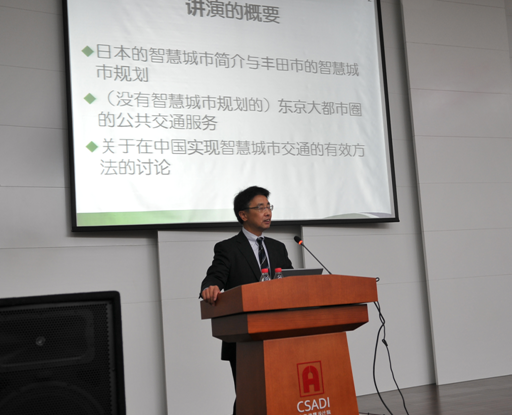 讲演的概要
◆日本的智慧城市简介与丰田市的智慧城
市规划
◆（没有智慧城市规划的）东京大都市圈
的公共交通服务
◆关于在中国实现智慧城市交通的有效方
法的讨论
CSADI